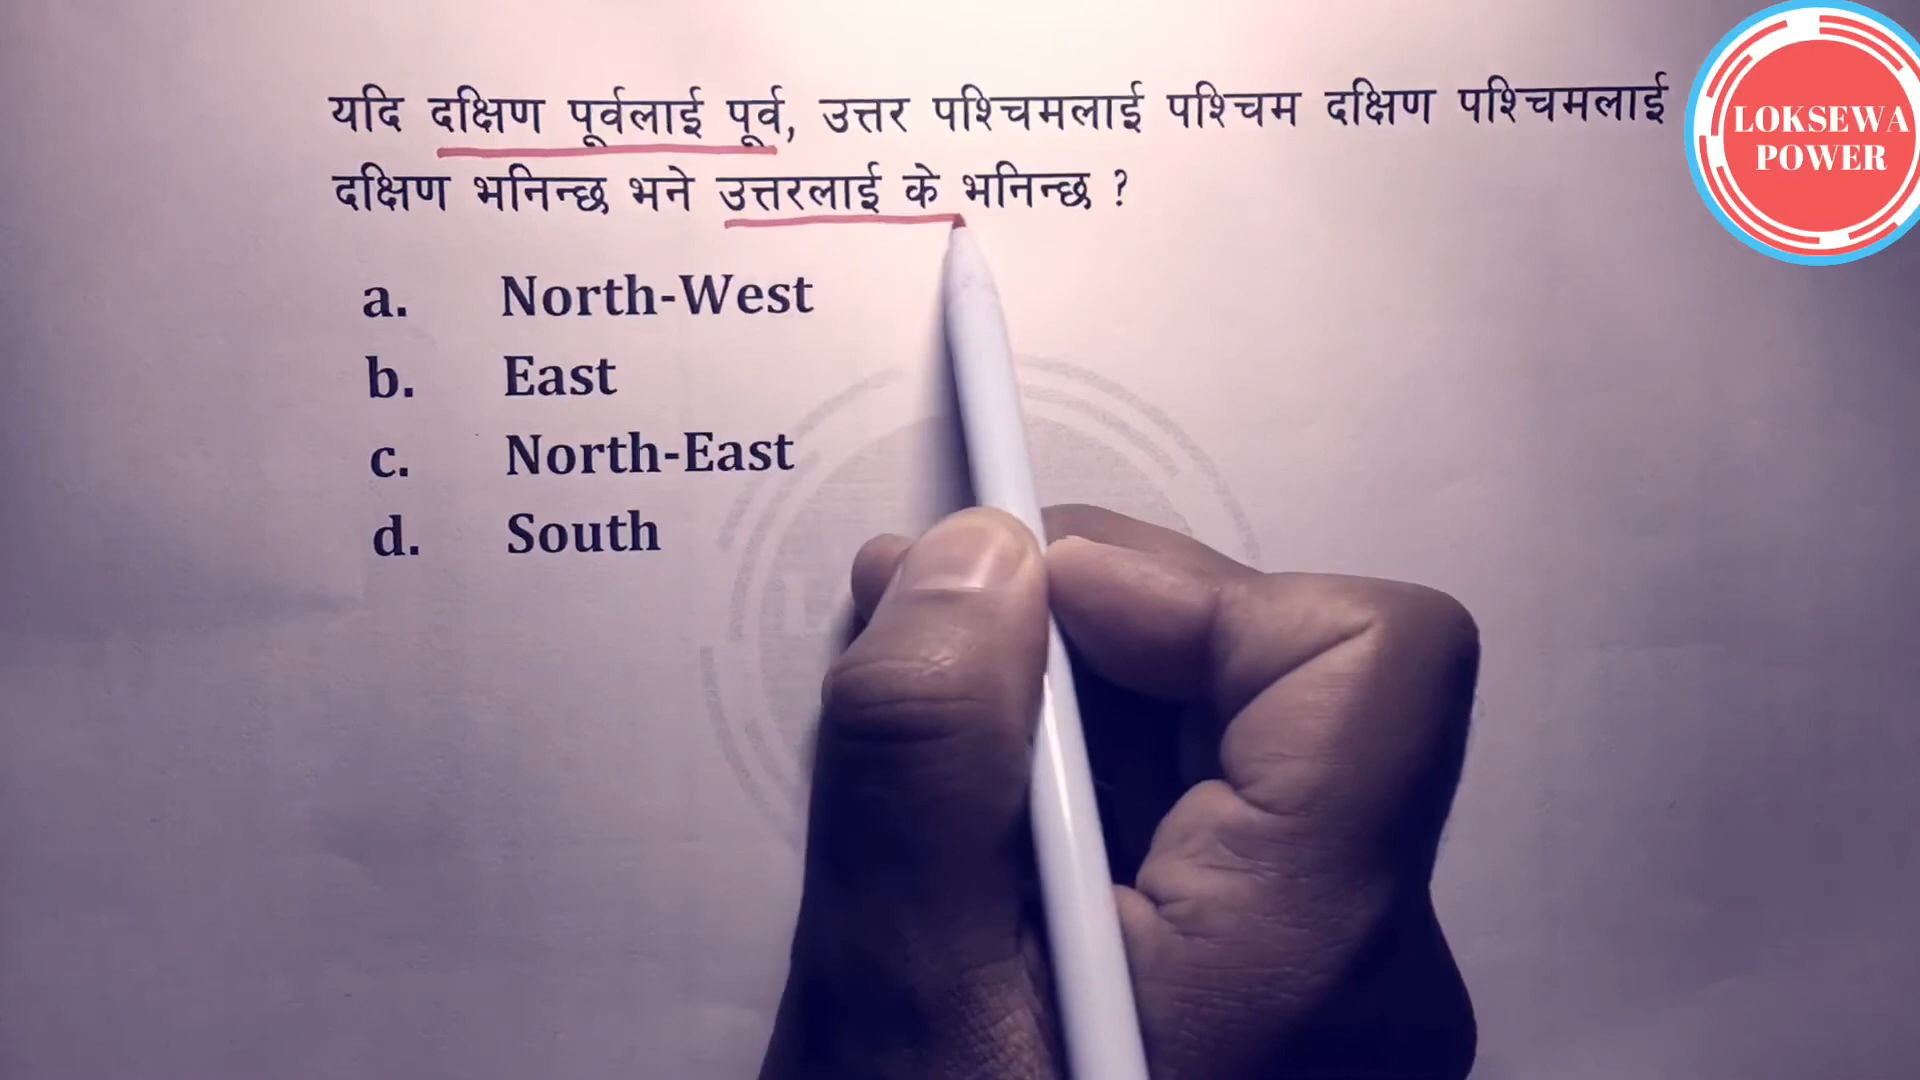 यदि दक्षिण पूर्वलाई पूर्व, उत्तर पश्चिमलाई पश्चिम दक्षिण पश्चिमलाई
दक्षिण भनिन्छ भने उत्तरलाई के भनिन्छ ?
a. North-West
b. East
c. North-East
d. South
LOKSEWA
POWER